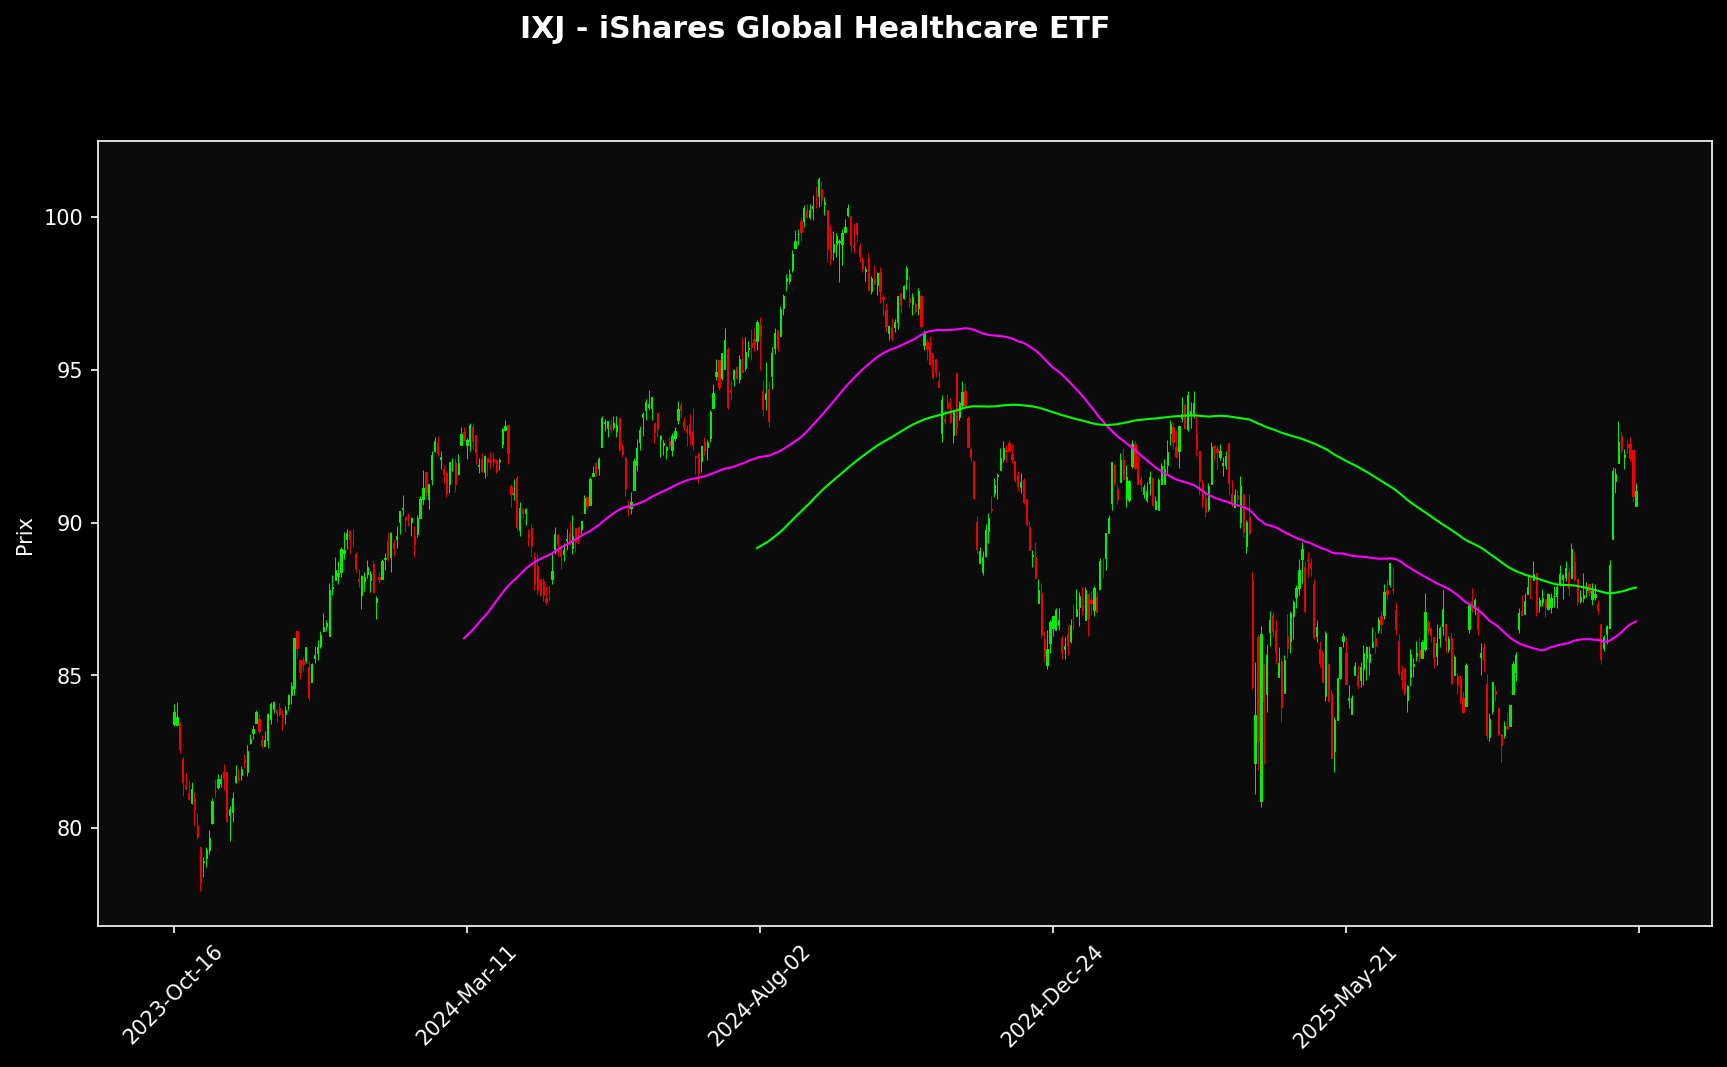 IXJ - iShares Global Healthcare ETF
Prix
100
95
90
85
80
2023-Oct-16
2024-Mar-11
2024-Aug-02
2024-Dec-24
2025-May-21